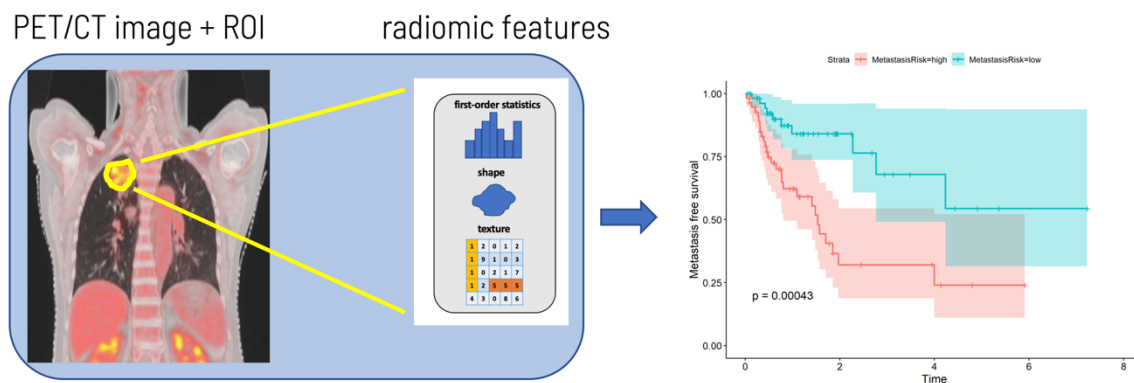 PET/CT image + ROI
radiomic features
first-order statistics
shape
texture
1 2 0 1 2
1 9 1 0 3
1 0 2 1 7
1 2 5 5 5
4 3 0 8 6
Strata MetastasisRisk=high MetastasisRisk=low
Metastasis free survival
1.00
0.75
0.50
0.25
0.00
p = 0.00043
0 2 4 6 8
Time